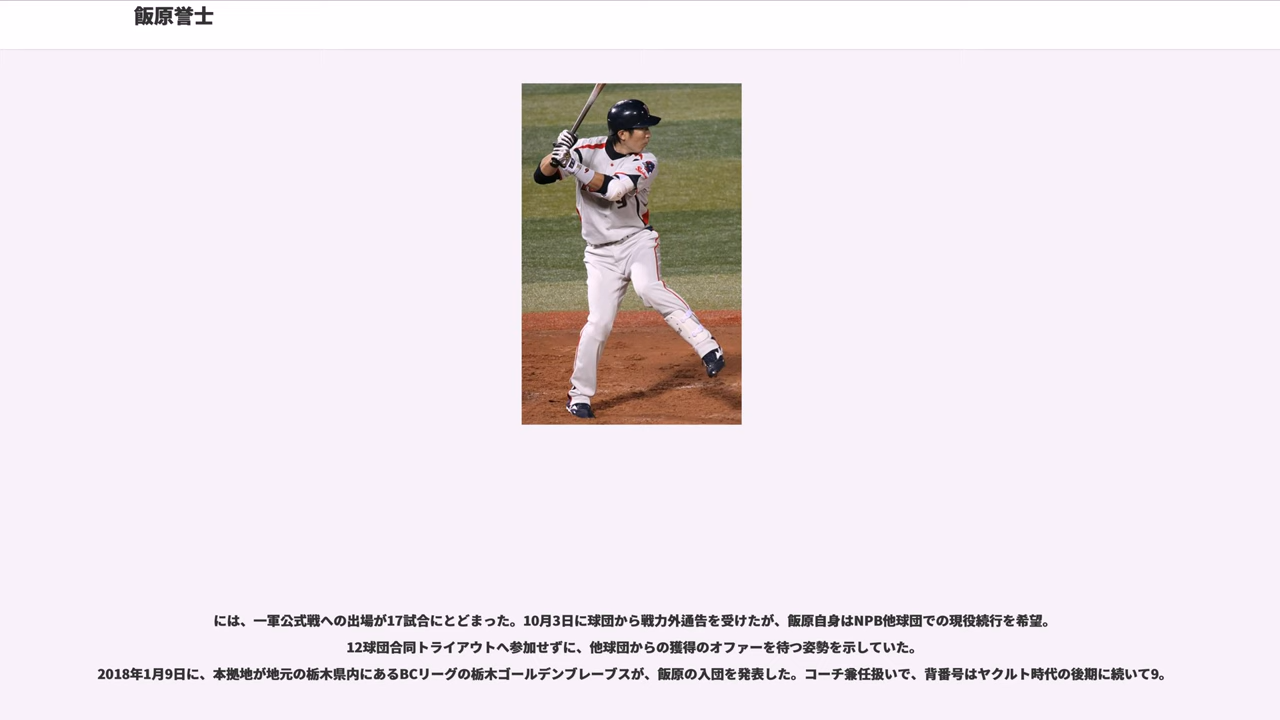 飯原誉士
9
には、一軍公式戦への出場が17試合にとどまった。10月3日に球団から戦力外通告を受けたが、飯原自身はNPB他球団での現役続行を希望。
12球団合同トライアウトへ参加せずに、他球団からの獲得のオファーを待つ姿勢を示していた。
2018年1月9日に、本拠地が地元の栃木県内にあるBCリーグの栃木ゴールデンブレーブスが、飯原の入団を発表した。コーチ兼任扱いで、背番号はヤクルト時代の後期に続いて9。